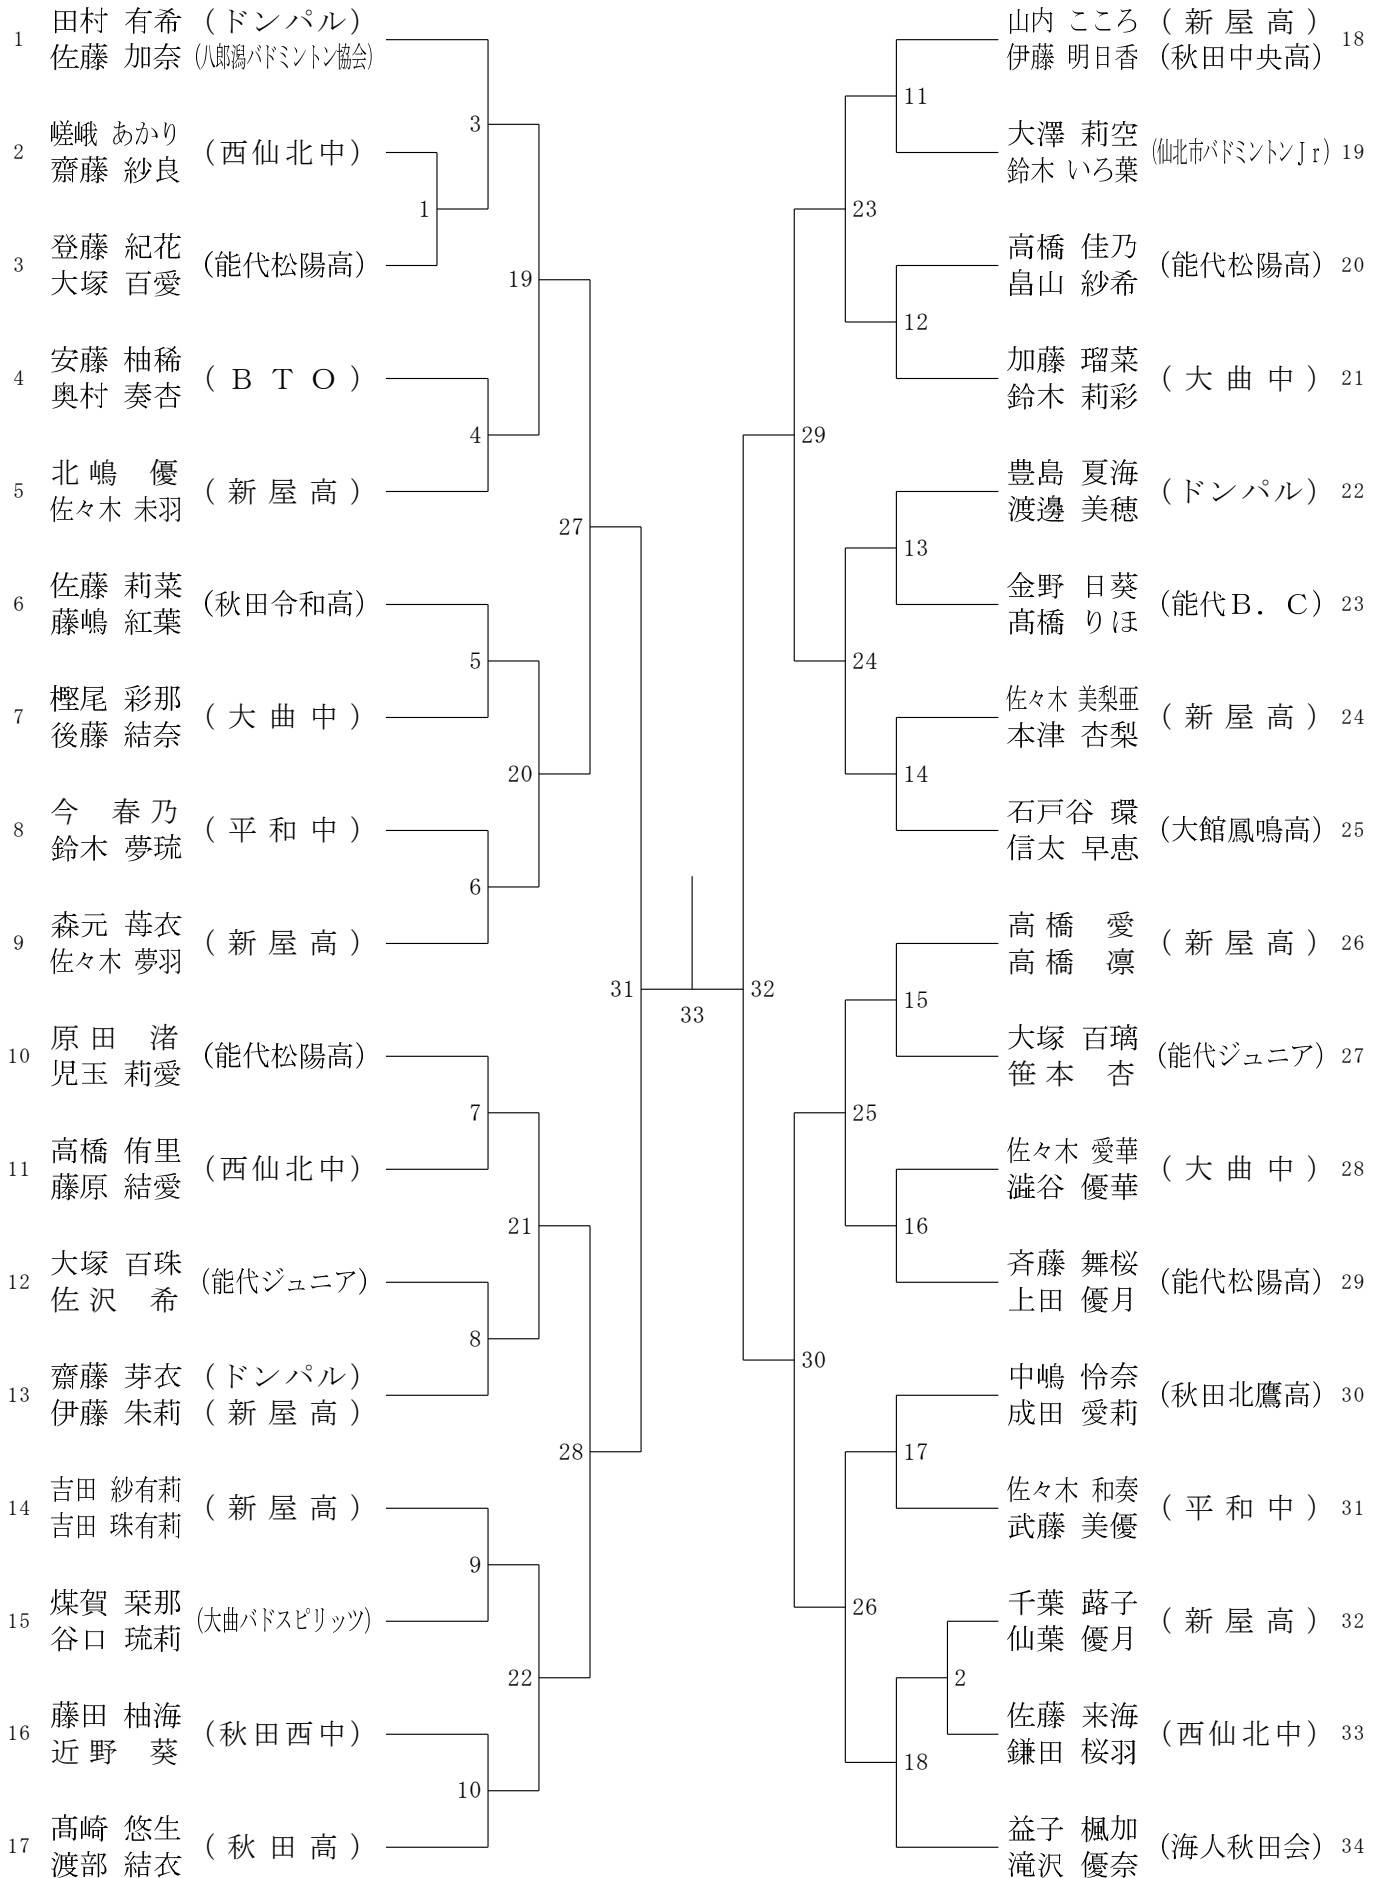 1 田村 有希 (ドンパル)
佐藤 加奈 (八郎潟バドミントン協会)
2 嵯峨 あかり (西仙北中)
齋藤 紗良
3 登藤 紀花 (能代松陽高)
大塚 百愛
4 安藤 柚稀 (BTO)
奥村 奏杏
5 北嶋 優 (新屋高)
佐々木 未羽
6 佐藤 莉菜 (秋田令和高)
藤嶋 紅葉
7 樫尾 彩那 (大曲中)
後藤 結奈
8 今 春乃 (平和中)
鈴木 夢琉
9 森元 苺衣 (新屋高)
佐々木 夢羽
10 原田 渚 (能代松陽高)
児玉 莉愛
11 高橋 侑里 (西仙北中)
藤原 結愛
12 大塚 百珠 (能代ジュニア)
佐沢 希
13 齋藤 芽衣 (ドンパル)
伊藤 朱莉 (新屋高)
14 吉田 紗有莉 (新屋高)
吉田 珠有莉
15 煤賀 栞那 (大曲バドスピリッツ)
谷口 琉莉
16 藤田 柚海 (秋田西中)
近野 葵
17 髙崎 悠生 (秋田高)
渡部 結衣
3
1
19
4
27
5
20
6
31
7
21
8
28
9
22
10
33
32
11
23
12
29
13
24
14
15
25
16
30
17
26
2
18
山内 こころ (新屋高) 18
伊藤 明日香 (秋田中央高)
大澤 莉空 (仙北市バドミントンJr) 19
鈴木 いろ葉
高橋 佳乃 (能代松陽高) 20
畠山 紗希
加藤 瑠菜 (大曲中) 21
鈴木 莉彩
豊島 夏海 (ドンパル) 22
渡邊 美穂
金野 日葵 (能代B.C) 23
髙橋 りほ
佐々木 美梨亜 (新屋高) 24
本津 杏梨
石戸谷 環 (大館鳳鳴高) 25
信太 早恵
高橋 愛 (新屋高) 26
高橋 凛
大塚 百璃 (能代ジュニア) 27
笹本 杏
佐々木 愛華 (大曲中) 28
澁谷 優華
斉藤 舞桜 (能代松陽高) 29
上田 優月
中嶋 怜奈 (秋田北鷹高) 30
成田 愛莉
佐々木 和奏 (平和中) 31
武藤 美優
千葉 蕗子 (新屋高) 32
仙葉 優月
佐藤 来海 (西仙北中) 33
鎌田 桜羽
益子 楓加 (海人秋田会) 34
滝沢 優奈